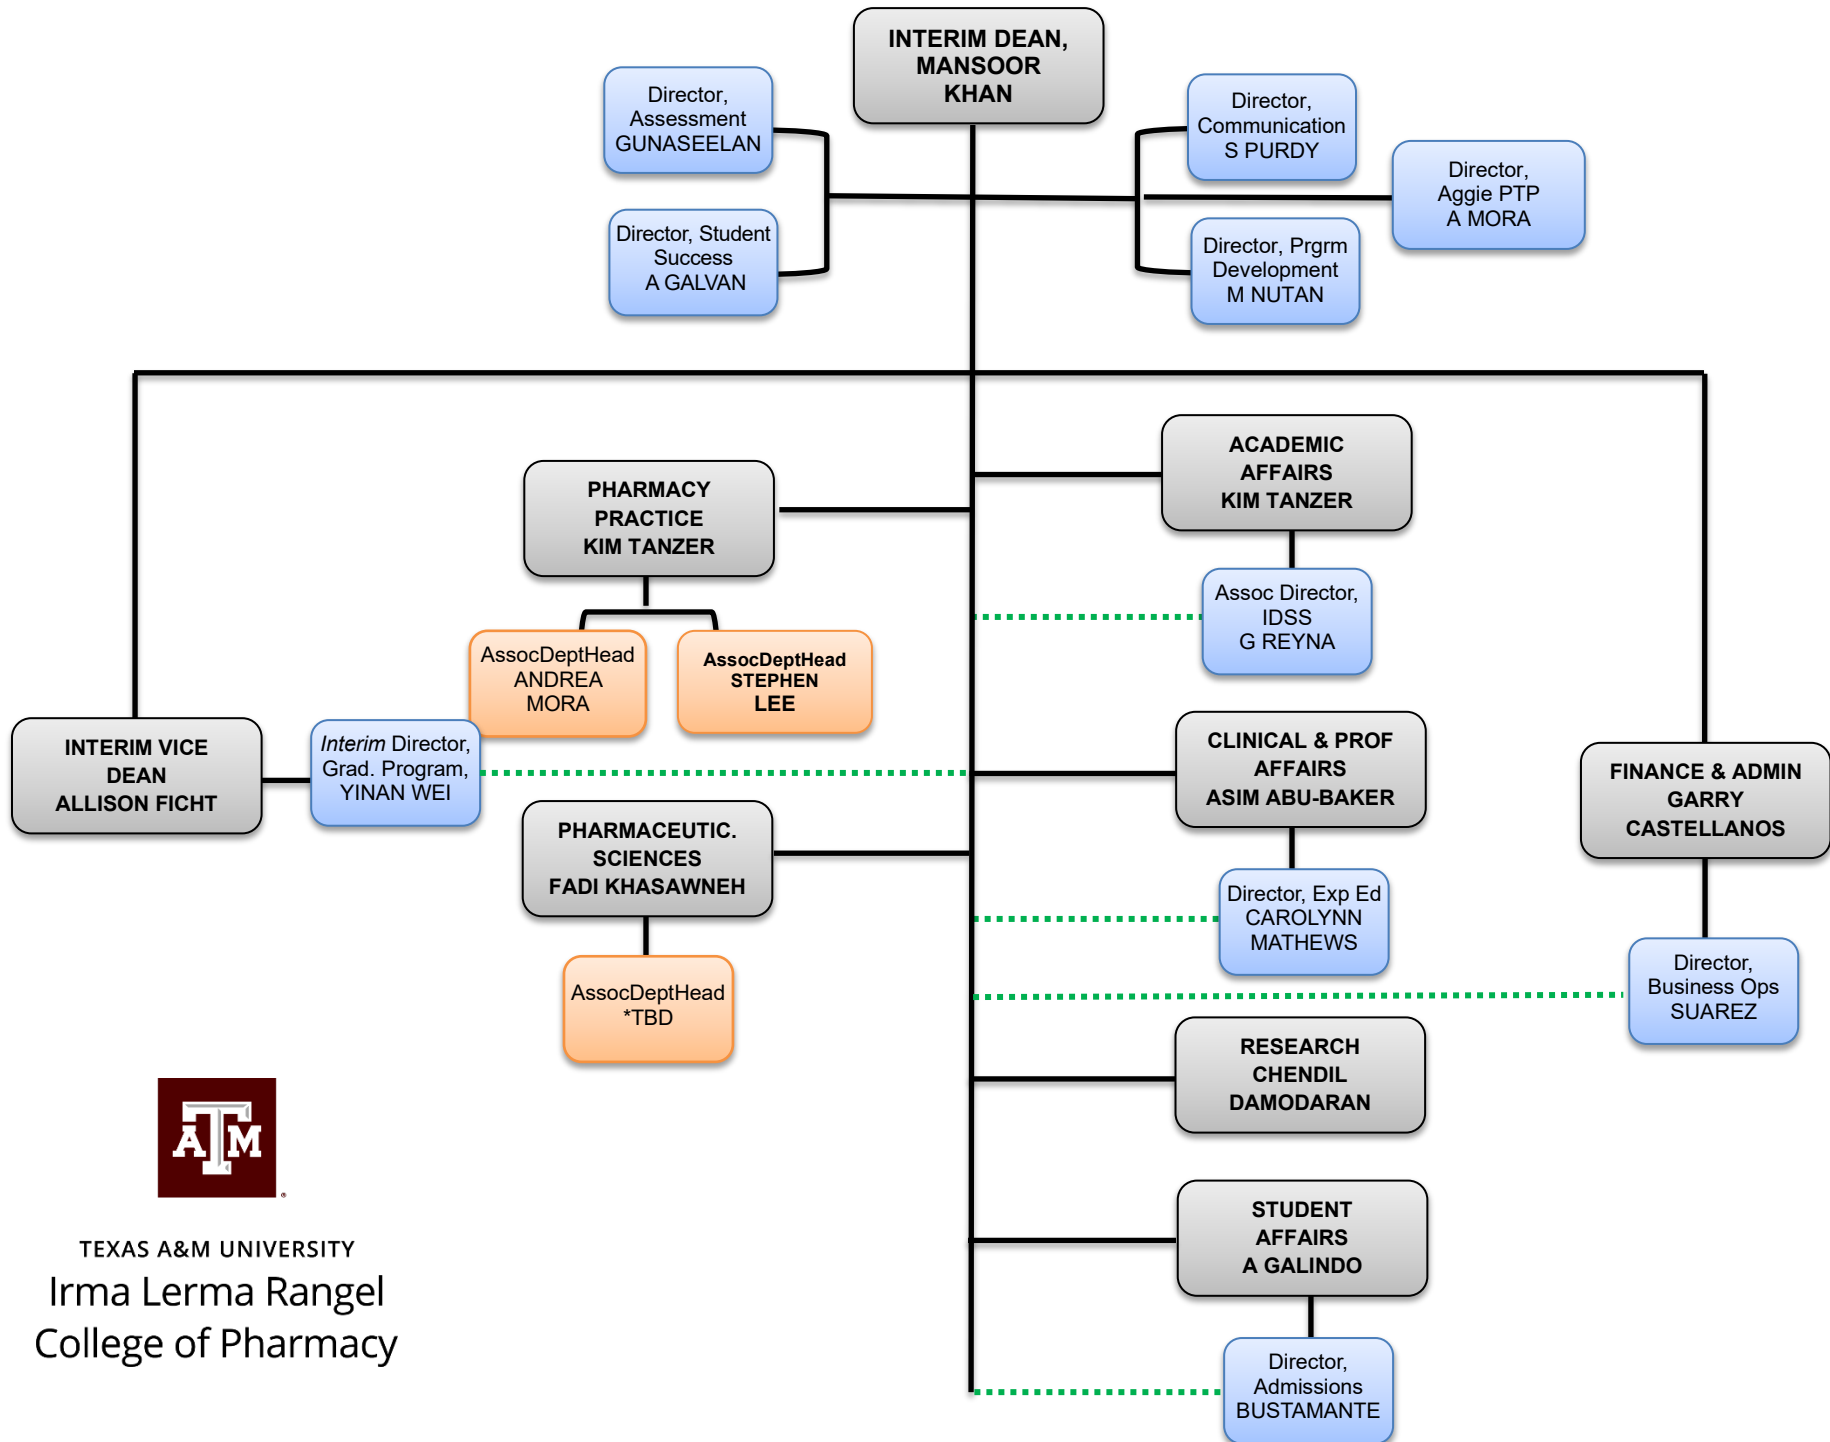 INTERIM DEAN,
MANSOOR
KHAN
Director,
Assessment
GUNASEELAN
Director,
Communication
S PURDY
Director,
Aggie PTP
A MORA
Director, Student
Success
A GALVAN
Director, Prgrm
Development
M NUTAN
ACADEMIC
AFFAIRS
KIM TANZER
PHARMACY
PRACTICE
KIM TANZER
Assoc Director,
IDSS
G REYNA
AssocDeptHead
ANDREA
MORA
AssocDeptHead
STEPHEN
LEE
INTERIM VICE
DEAN
ALLISON FICHT
Interim Director,
Grad. Program,
YINAN WEI
CLINICAL & PROF
AFFAIRS
ASIM ABU-BAKER
FINANCE & ADMIN
GARRY
CASTELLANOS
PHARMACEUTIC.
SCIENCES
FADI KHASAWNEH
Director, Exp Ed
CAROLYNN
MATHEWS
Director,
Business Ops
SUAREZ
AssocDeptHead
*TBD
RESEARCH
CHENDIL
DAMODARAN
STUDENT
AFFAIRS
A GALINDO
Director,
Admissions
BUSTAMANTE
ATM
®
TEXAS A&M UNIVERSITY
Irma Lerma Rangel
College of Pharmacy